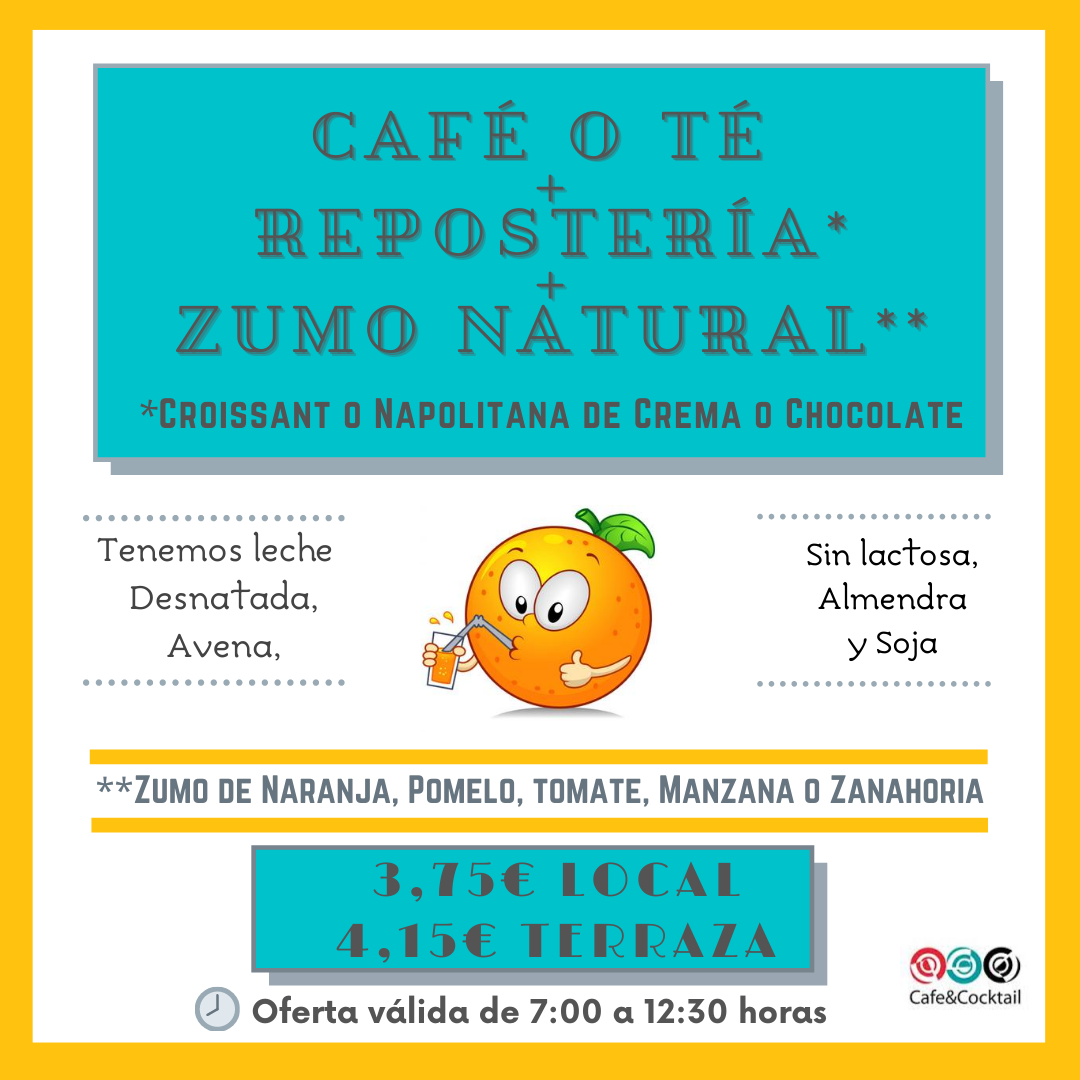 CAFÉ O TÉ
+
REPOSTERÍA*
+
ZUMO NATURAL**
*Croissant o Napolitana de Crema o Chocolate
Tenemos leche
Desnatada,
Avena,
Sin lactosa,
Almendra
y Soja
**Zumo de Naranja, Pomelo, tomate, Manzana o Zanahoria
3,75€ LOCAL
4,15€ TERRAZA
Cafe&Cocktail
Oferta válida de 7:00 a 12:30 horas